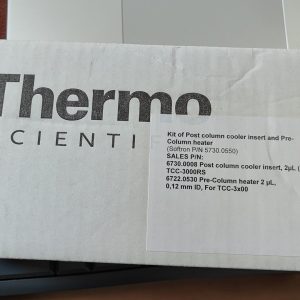 Thermo
SCIENTI
Kit of Post column cooler insert and Pre-
Column heater
(Softron P/N 5730.0550)
SALES P/N:
6730.0008 Post column cooler insert, 2µL (
TCC-3000RS
6722.0530 Pre-Column heater 2 µL,
0,12 mm ID, For TCC-3x00